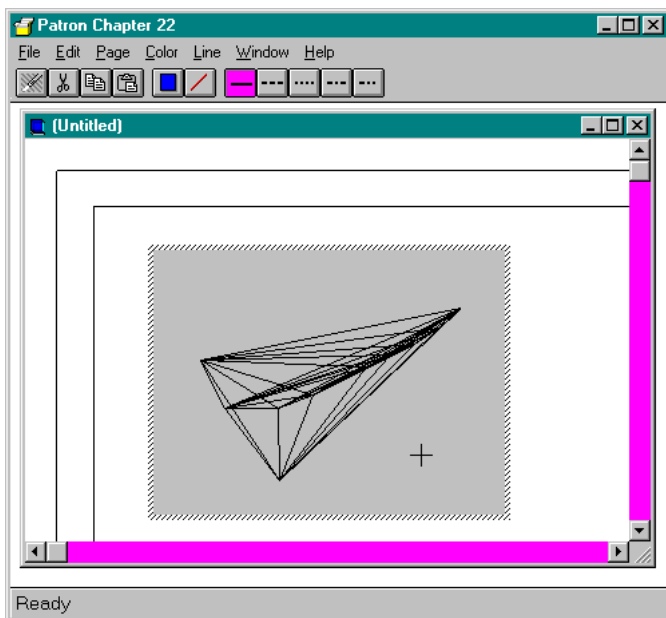 Patron Chapter 22
File Edit Page Color Line Window Help
(Untitled)
Ready